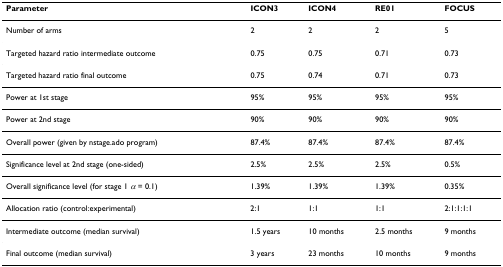 Parameter ICON3 ICON4 RE01 FOCUS
Number of arms 2 2 2 5
Targeted hazard ratio intermediate outcome 0.75 0.75 0.71 0.73
Targeted hazard ratio final outcome 0.75 0.74 0.71 0.73
Power at 1st stage 95% 95% 95% 95%
Power at 2nd stage 90% 90% 90% 90%
Overall power (given by nstage.ado program) 87.4% 87.4% 87.4% 87.4%
Significance level at 2nd stage (one-sided) 2.5% 2.5% 2.5% 0.5%
Overall significance level (for stage 1 α = 0.1) 1.39% 1.39% 1.39% 0.35%
Allocation ratio (control:experimental) 2:1 1:1 1:1 2:1:1:1:1
Intermediate outcome (median survival) 1.5 years 10 months 2.5 months 9 months
Final outcome (median survival) 3 years 23 months 10 months 9 months